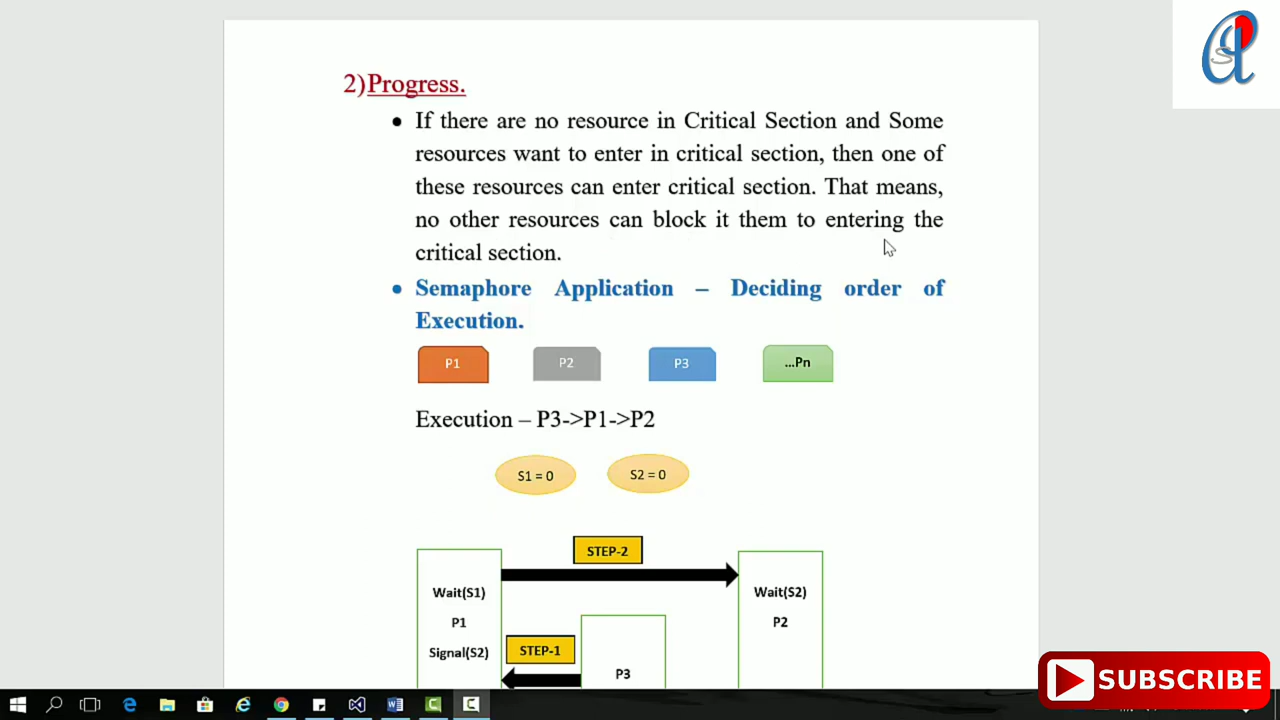 2)Progress.
• If there are no resource in Critical Section and Some
resources want to enter in critical section, then one of
these resources can enter critical section. That means,
no other resources can block it them to entering the
critical section.
• Semaphore Application – Deciding order of
Execution.
P1 P2 P3 ...Pn
Execution – P3->P1->P2
S1 = 0 S2 = 0
STEP-2
Wait(S1) Wait(S2)
P1 P2
Signal(S2) STEP-1
P3
SUBSCRIBE